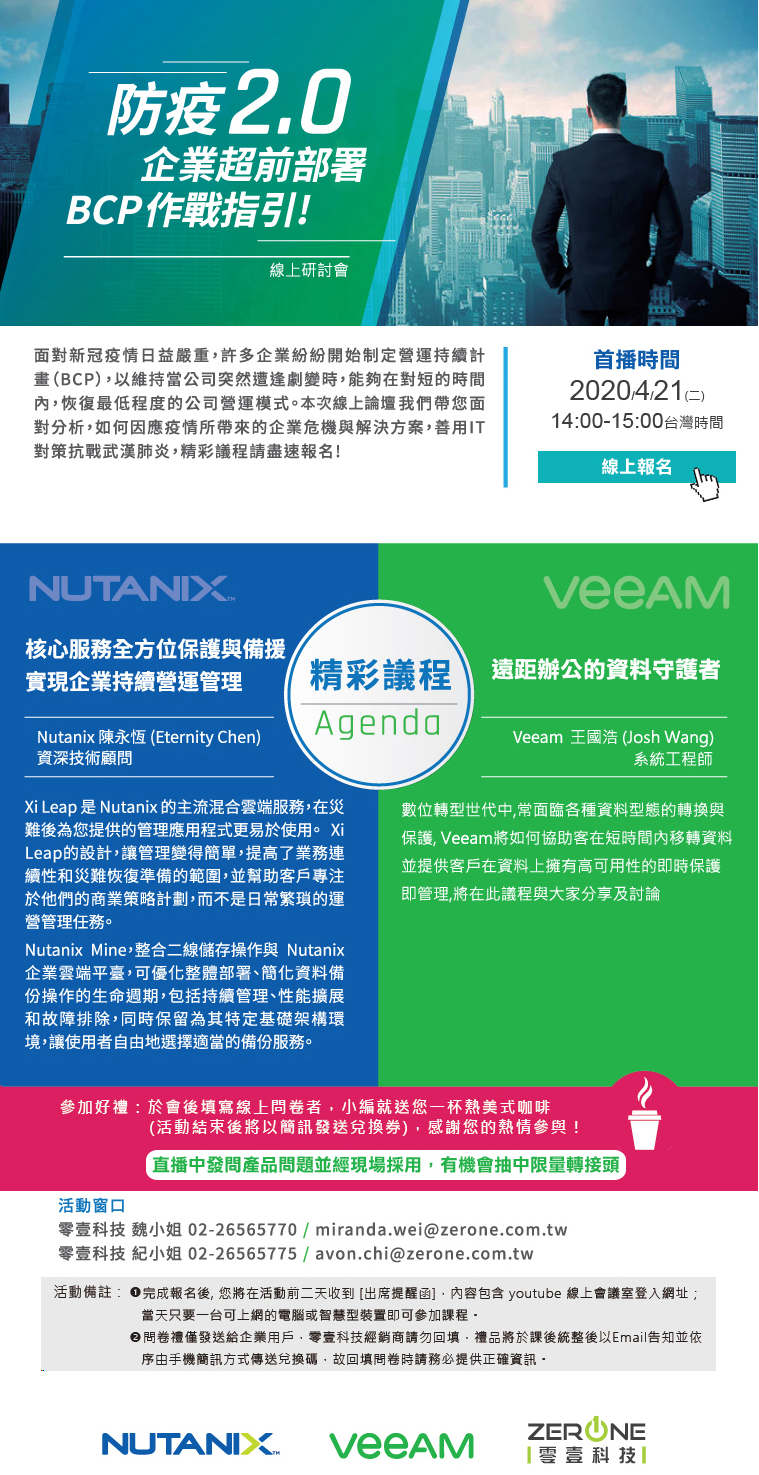 防疫2.0
企業超前部署
BCP作戰指引!
線上研討會
面對新冠疫情日益嚴重,許多企業紛紛開始制定營運持續計
畫(BCP),以維持當公司突然遭逢劇變時,能夠在對短的時間
內,恢復最低程度的公司營運模式。本次線上論壇我們帶您面
對分析,如何因應疫情所帶來的企業危機與解決方案,善用IT
對策抗戰武漢肺炎,精彩議程請盡速報名!
首播時間
2020/4/21(二)
14:00-15:00台灣時間
線上報名
NUTANIX™
核心服務全方位保護與備援
實現企業持續營運管理
Nutanix 陳永恆 (Eternity Chen)
資深技術顧問
Xi Leap 是 Nutanix 的主流混合雲端服務,在災
難後為您提供的管理應用程式更易於使用。 Xi
Leap的設計,讓管理變得簡單,提高了業務連
續性和災難恢復準備的範圍,並幫助客戶專注
於他們的商業策略計劃,而不是日常繁瑣的運
營管理任務。
Nutanix Mine,整合二線儲存操作與 Nutanix
企業雲端平臺,可優化整體部署、簡化資料備
份操作的生命週期,包括持續管理、性能擴展
和故障排除,同時保留為其特定基礎架構環
境,讓使用者自由地選擇適當的備份服務。
精彩議程
Agenda
veeAM
遠距辦公的資料守護者
Veeam 王國浩 (Josh Wang)
系統工程師
數位轉型世代中,常面臨各種資料型態的轉換與
保護, Veeam將如何協助客在短時間內移轉資料
並提供客戶在資料上擁有高可用性的即時保護
即管理,將在此議程與大家分享及討論
參加好禮:於會後填寫線上問卷者,小編就送您一杯熱美式咖啡
(活動結束後將以簡訊發送兌換券),感謝您的熱情參與!
直播中發問產品問題並經現場採用,有機會抽中限量轉接頭
活動窗口
零壹科技 魏小姐 02-26565770 / miranda.wei@zerone.com.tw
零壹科技 紀小姐 02-26565775 / avon.chi@zerone.com.tw
活動備註: ❶完成報名後, 您將在活動前二天收到 [出席提醒函],內容包含 youtube 線上會議室登入網址;
當天只要一台可上網的電腦或智慧型裝置即可參加課程。
❷問卷禮僅發送給企業用戶,零壹科技經銷商請勿回填,禮品將於課後統整後以Email告知並依
序由手機簡訊方式傳送兌換碼,故回填問卷時請務必提供正確資訊。
NUTANIX™
veeAM
ZERONE
零壹科技